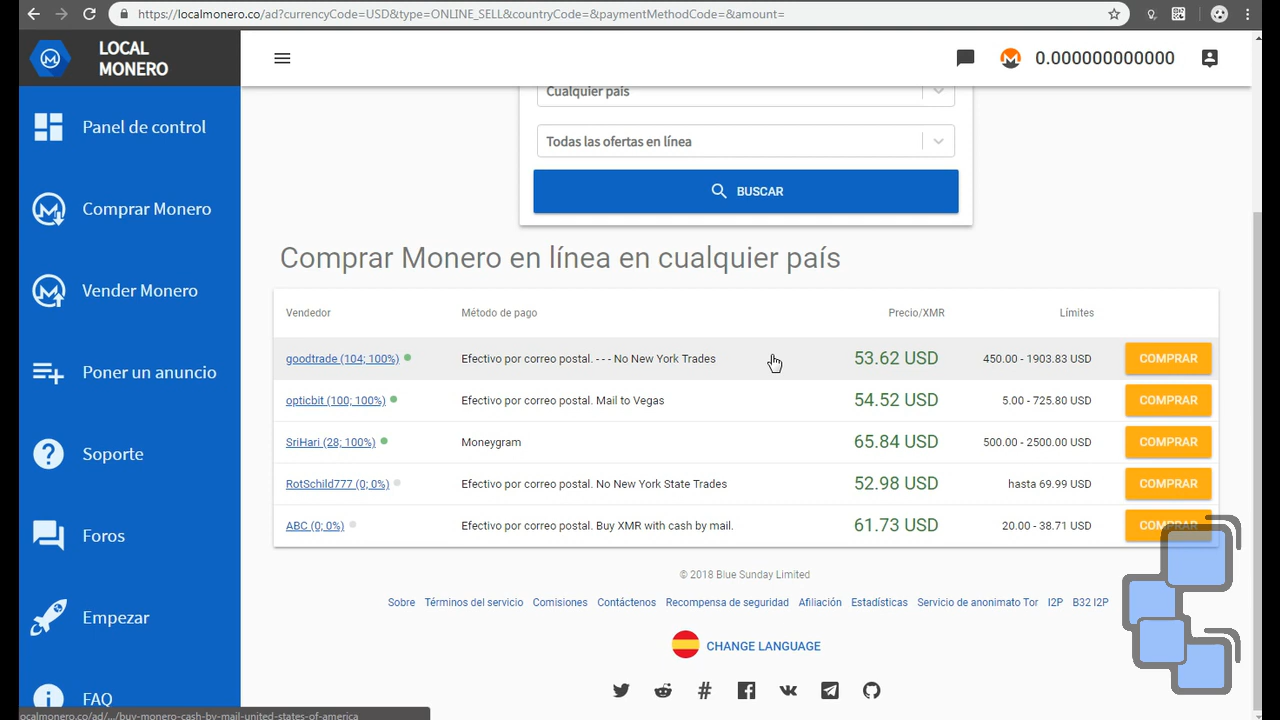 https://localmonero.co/ad?currencyCode=USD&type=ONLINE_SELL&countryCode=&paymentMethodCode=&amount=
LOCAL
MONERO
0.000000000000
Panel de control
Comprar Monero
Vender Monero
Poner un anuncio
Soporte
Foros
Empezar
FAQ
Cualquier país
Todas las ofertas en línea
BUSCAR
Comprar Monero en línea en cualquier país
Vendedor Método de pago Precio/XMR Límites
goodtrade (104; 100%) Efectivo por correo postal. - - - No New York Trades 53.62 USD 450.00 - 1903.83 USD COMPRAR
opticbit (100; 100%) Efectivo por correo postal. Mail to Vegas 54.52 USD 5.00 - 725.80 USD COMPRAR
SriHari (28; 100%) Moneygram 65.84 USD 500.00 - 2500.00 USD COMPRAR
RotSchild777 (0; 0%) Efectivo por correo postal. No New York State Trades 52.98 USD hasta 69.99 USD COMPRAR
ABC (0; 0%) Efectivo por correo postal. Buy XMR with cash by mail. 61.73 USD 20.00 - 38.71 USD COMPRAR
© 2018 Blue Sunday Limited
Sobre Términos del servicio Comisiones Contáctenos Recompensa de seguridad Afiliación Estadísticas Servicio de anonimato Tor I2P B32 I2P
CHANGE LANGUAGE
ocalmonero.co/ad/.../buy-monero-cash-by-mail-united-states-of-america